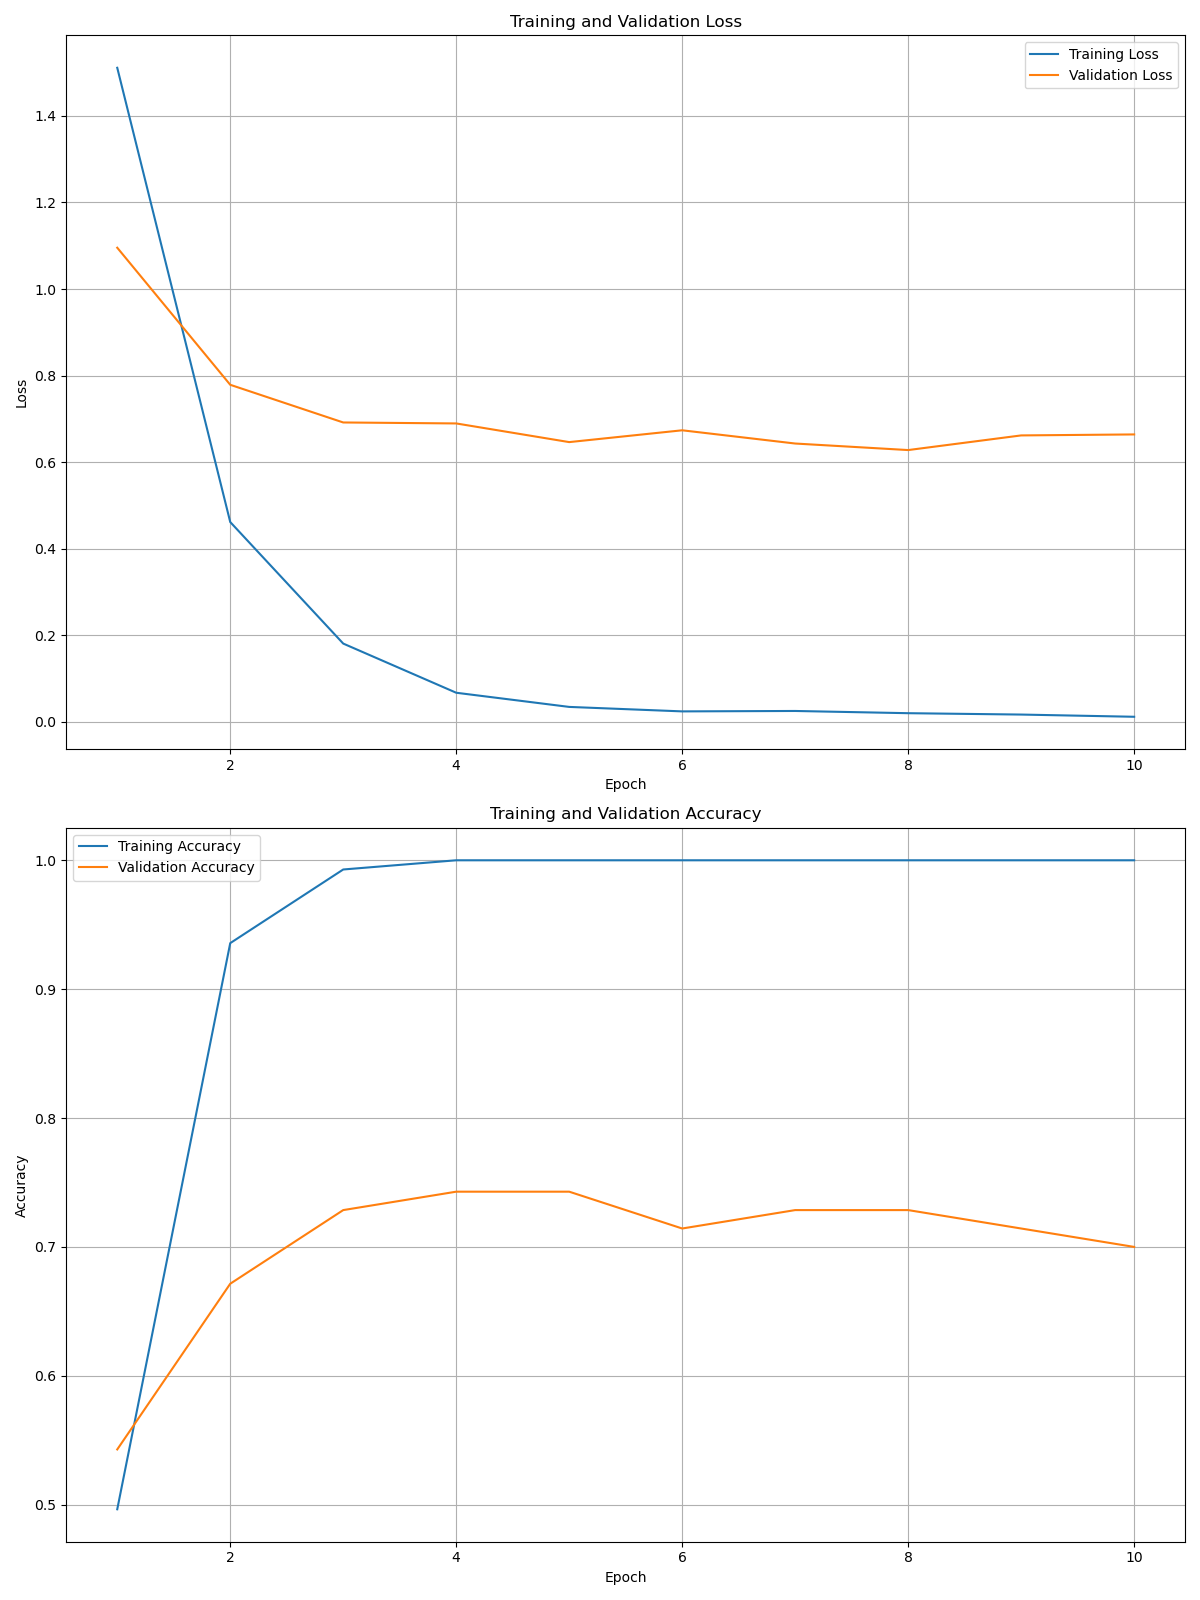 Training and Validation Loss
Training Loss
Validation Loss
1.4
1.2
1.0
0.8
0.6
0.4
0.2
0.0
Loss
2 4 6 8 10
Epoch
Training and Validation Accuracy
Training Accuracy
Validation Accuracy
1.0
0.9
0.8
0.7
0.6
0.5
Accuracy
2 4 6 8 10
Epoch